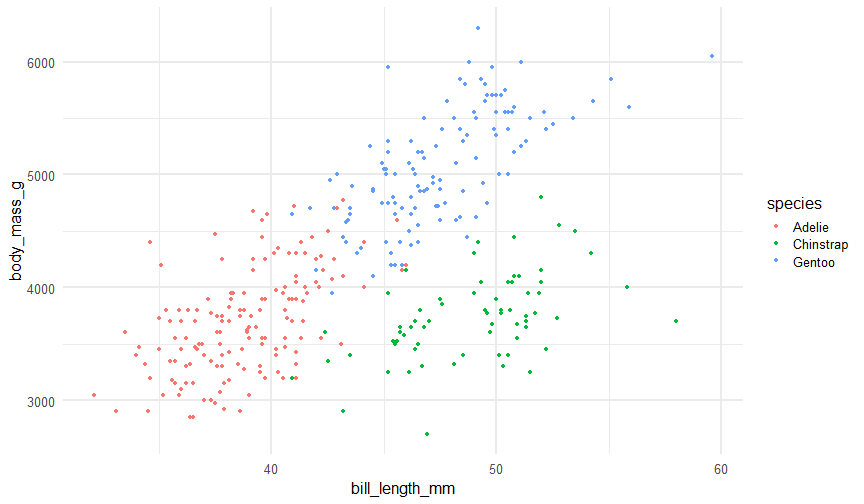 6000
5000
4000
3000
body_mass_g
40
50
60
bill_length_mm
species
Adelie
Chinstrap
Gentoo